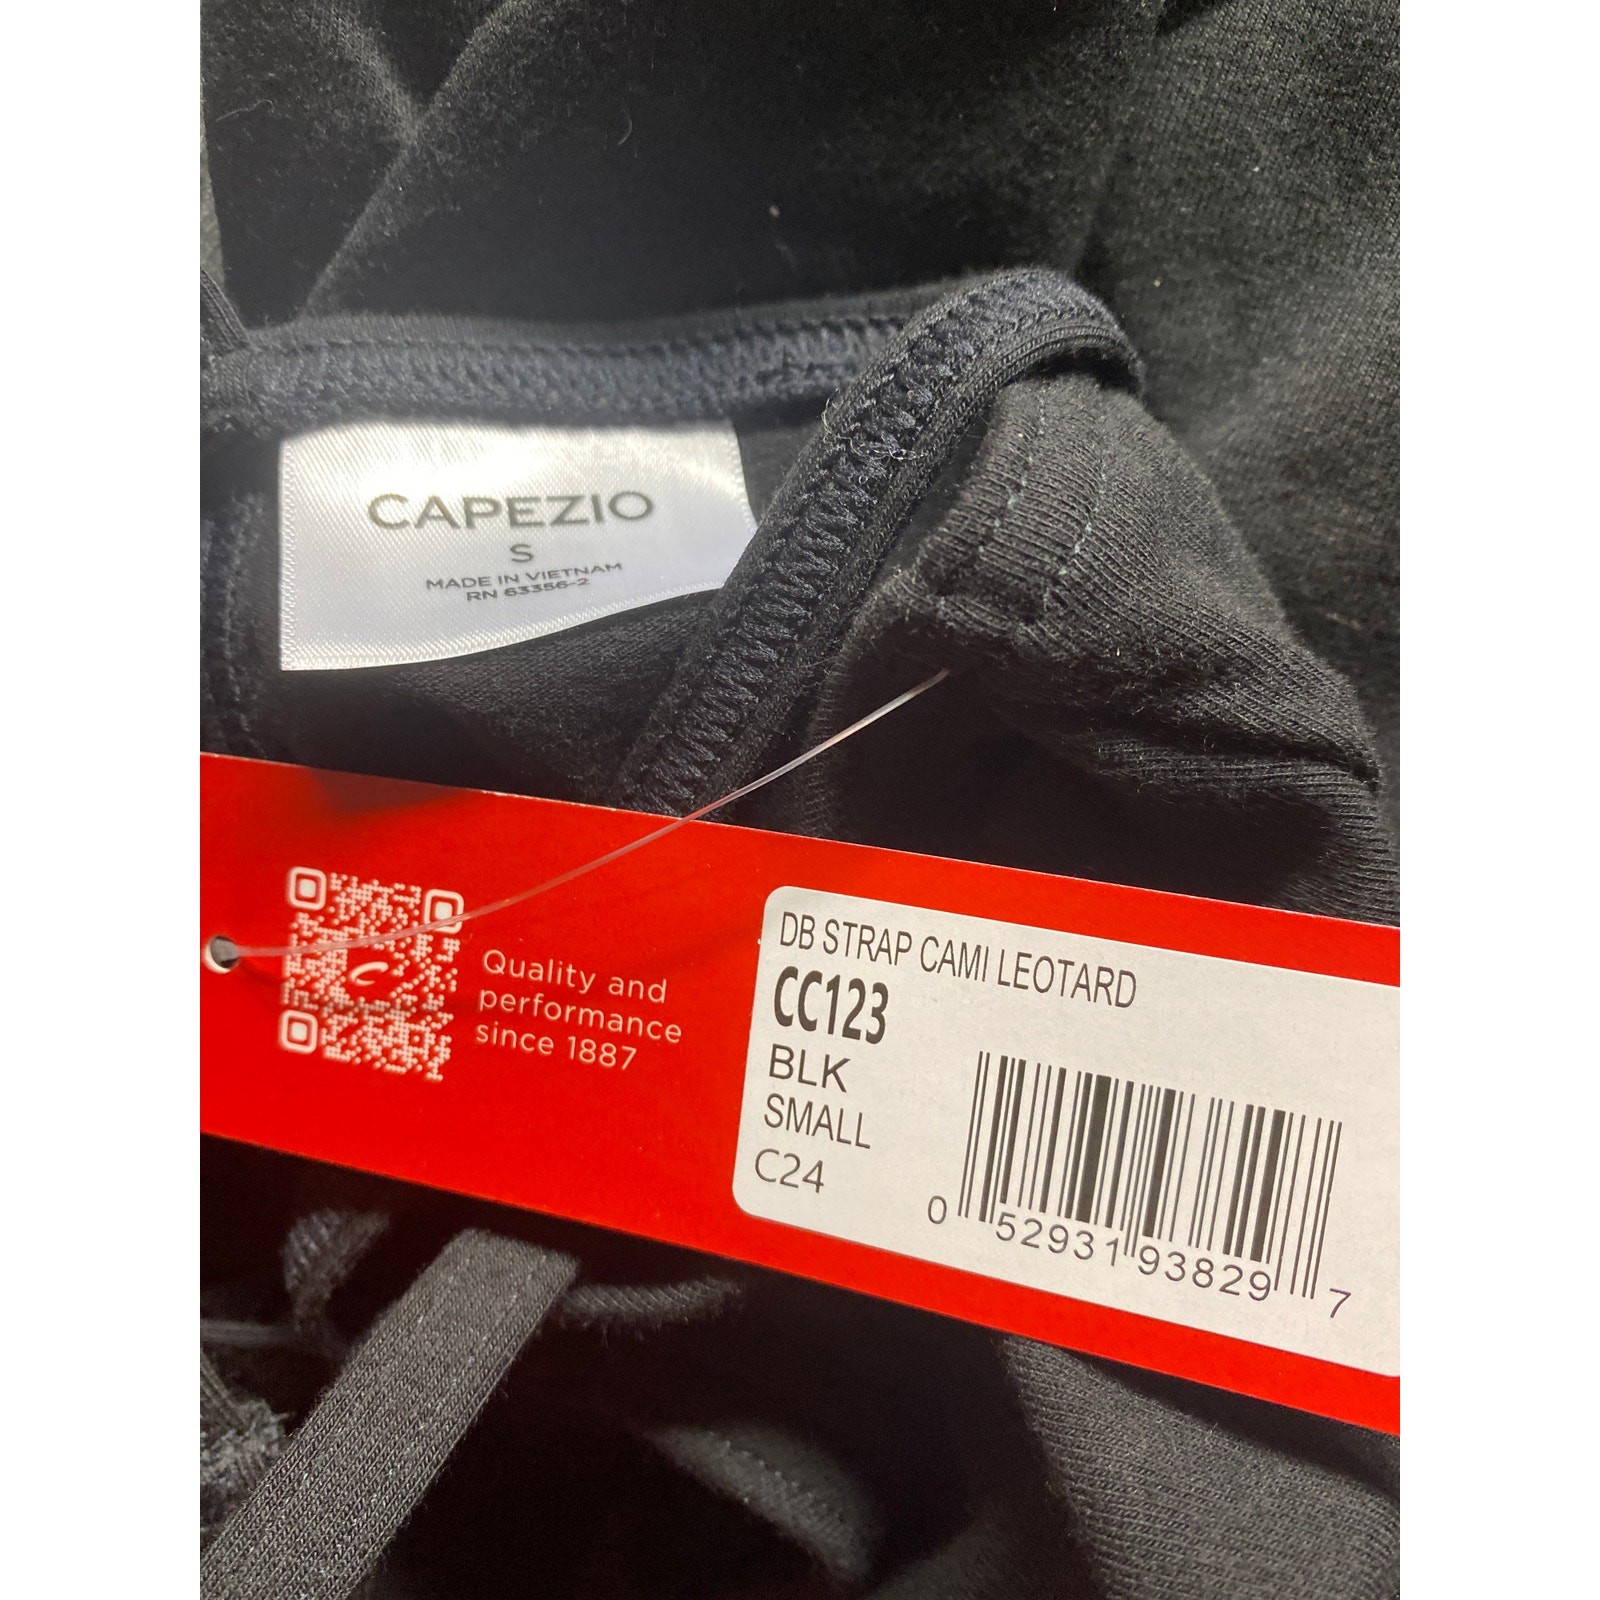 CAPEZIO
S
MADE IN VIETNAM
RN 63356-2
Quality and
performance
since 1887
DB STRAP CAMI LEOTARD
CC123
BLK
SMALL
C24
0 52931 93829 7